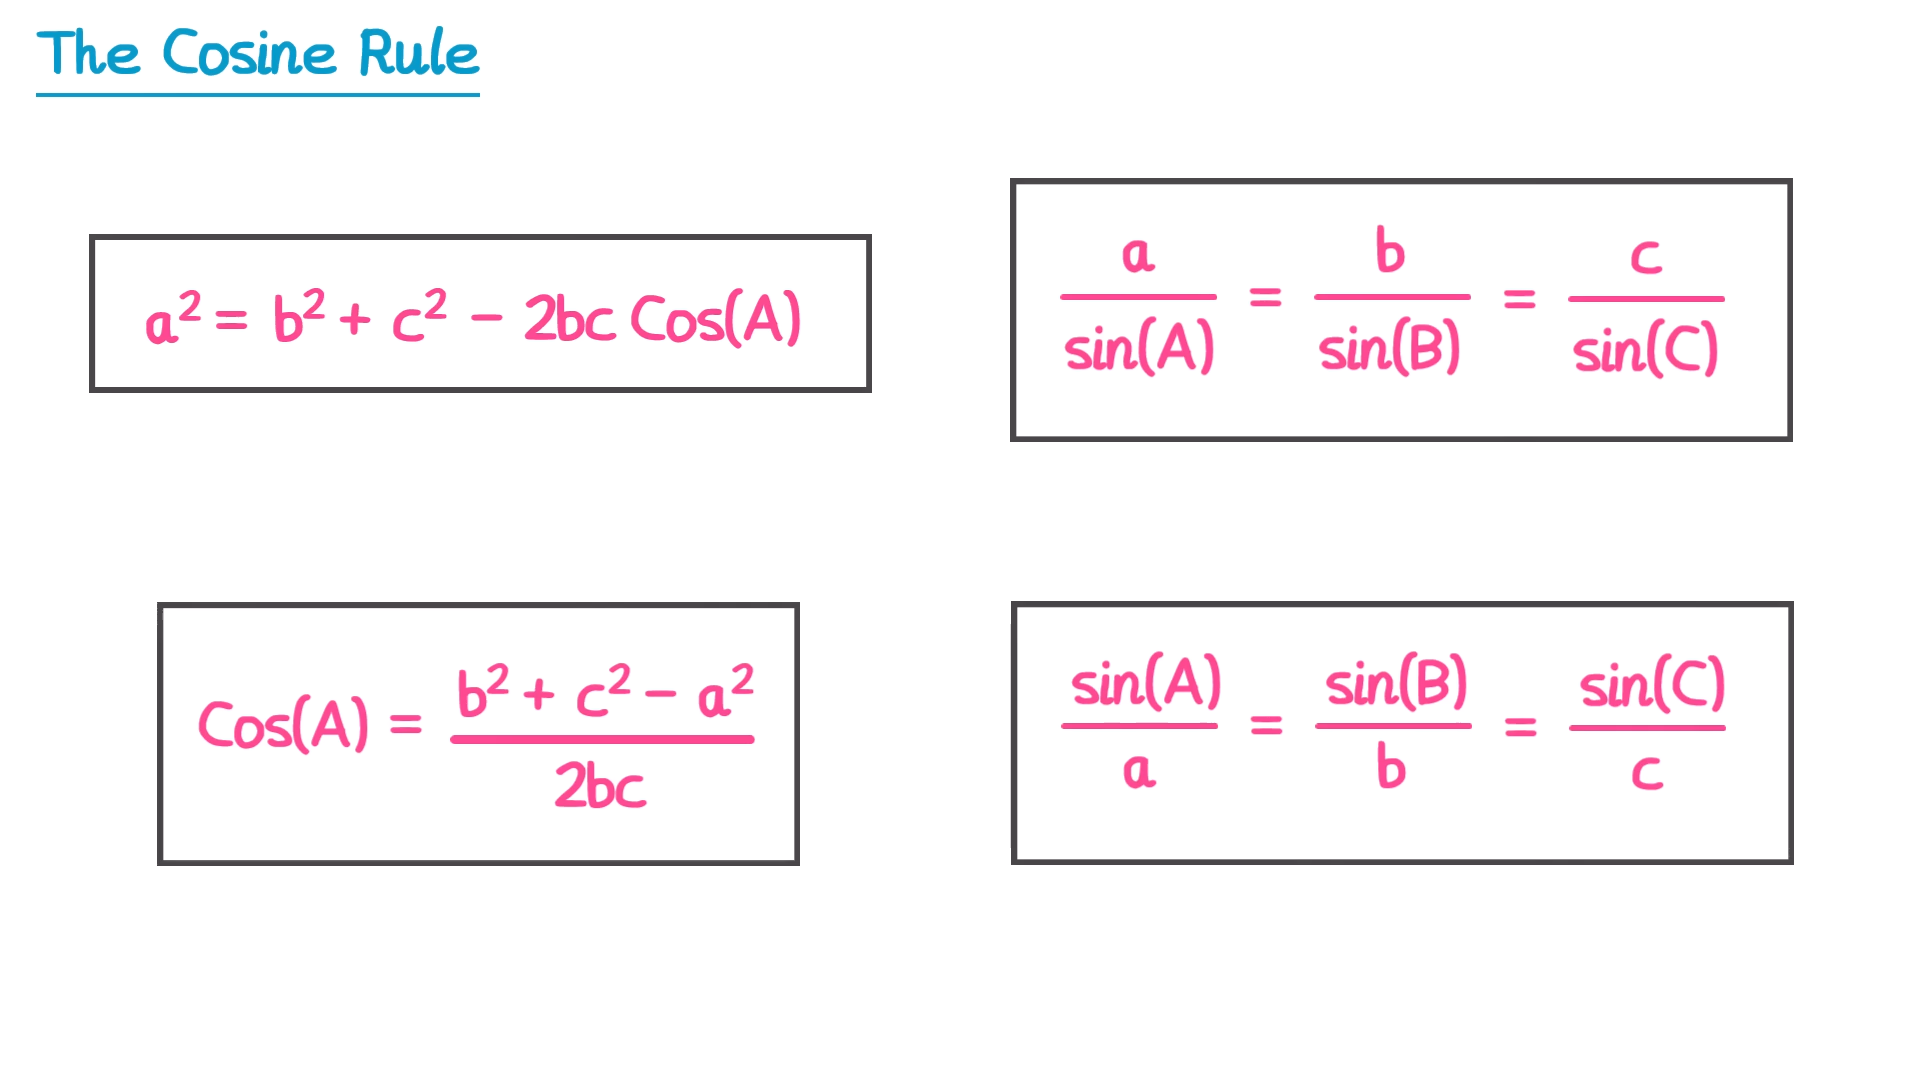 The Cosine Rule
a² = b² + c² - 2bc Cos(A)
a/sin(A) = b/sin(B) = c/sin(C)
Cos(A) = b² + c² - a² / 2bc
sin(A)/a = sin(B)/b = sin(C)/c